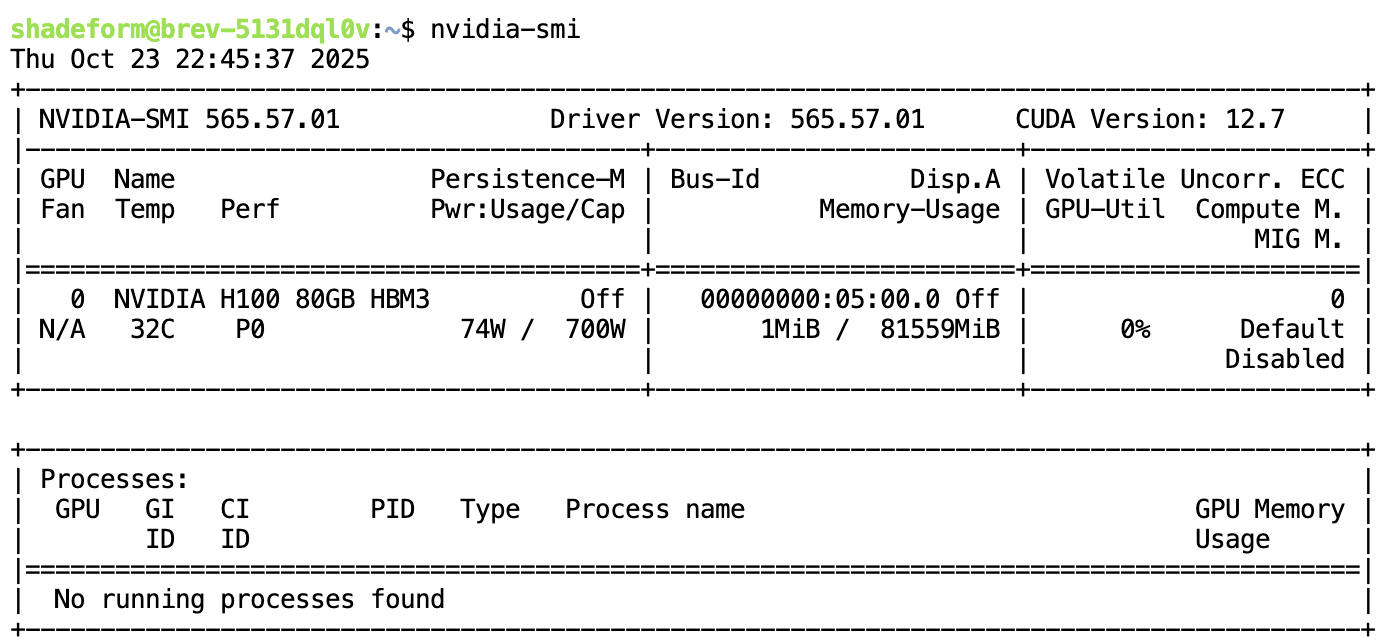 shadeform@brev-5131dql0v:~$ nvidia-smi
Thu Oct 23 22:45:37 2025
+-----------------------------------------------------------------------------------------+
| NVIDIA-SMI 565.57.01              Driver Version: 565.57.01      CUDA Version: 12.7     |
|-----------------------------------------+------------------------+----------------------+
| GPU  Name                 Persistence-M | Bus-Id          Disp.A | Volatile Uncorr. ECC |
| Fan  Temp   Perf          Pwr:Usage/Cap |           Memory-Usage | GPU-Util  Compute M. |
|                                         |                        |               MIG M. |
|=========================================+========================+======================|
|   0  NVIDIA H100 80GB HBM3          Off |   00000000:05:00.0 Off |                    0 |
| N/A   32C    P0              74W /  700W |       1MiB /  81559MiB |      0%      Default |
|                                         |                        |             Disabled |
+-----------------------------------------+------------------------+----------------------+

+-----------------------------------------------------------------------------------------+
| Processes:                                                                              |
|  GPU   GI   CI        PID   Type   Process name                              GPU Memory |
|        ID   ID                                                               Usage      |
|=========================================================================================|
|  No running processes found                                                             |
+-----------------------------------------------------------------------------------------+